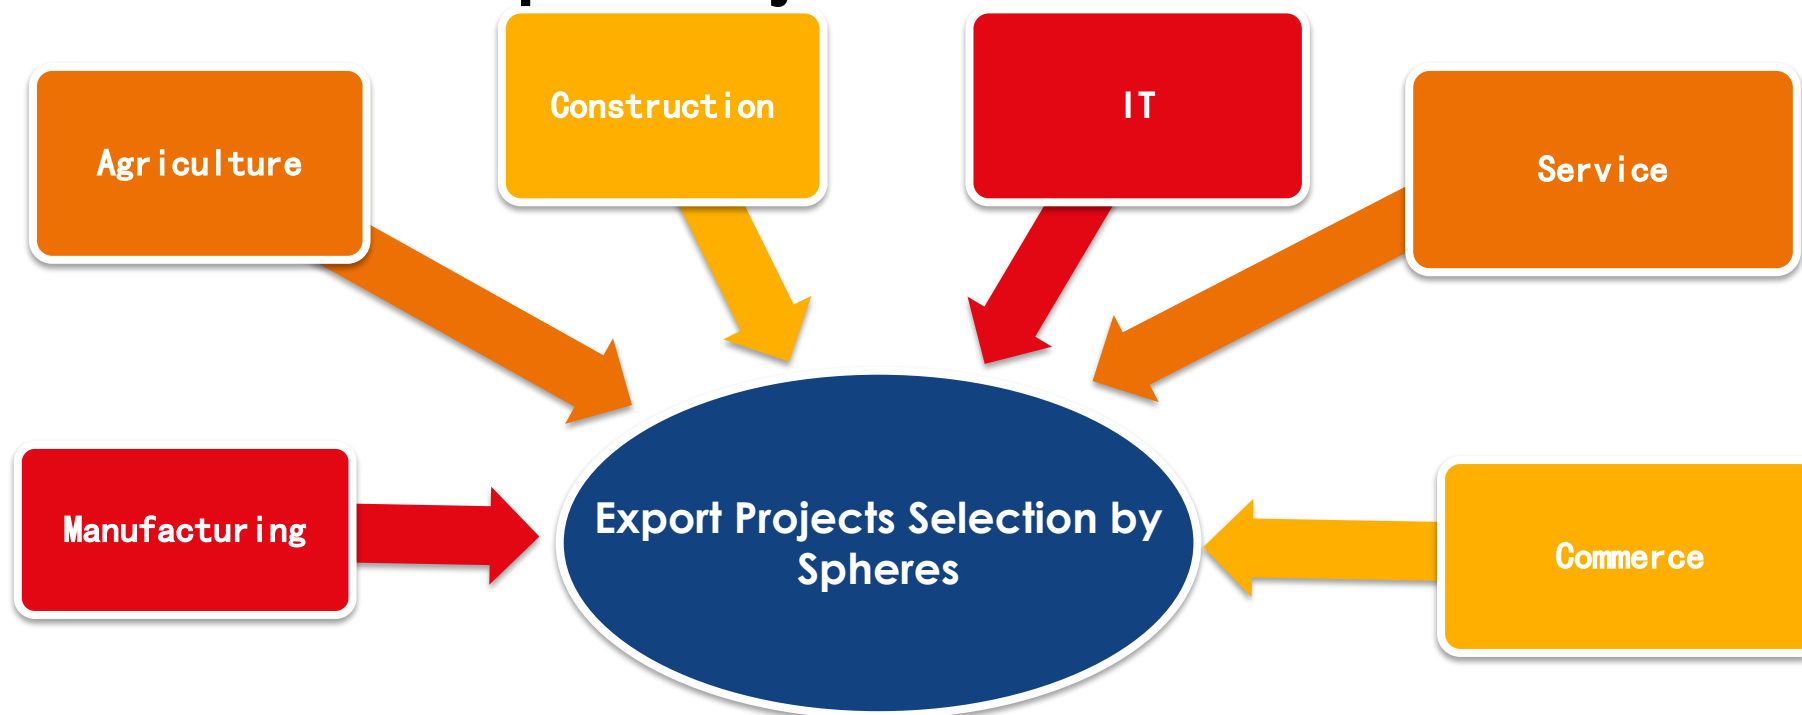 Construction
IT
Agriculture
Service
Export Projects Selection by
Spheres
Manufacturing
Commerce